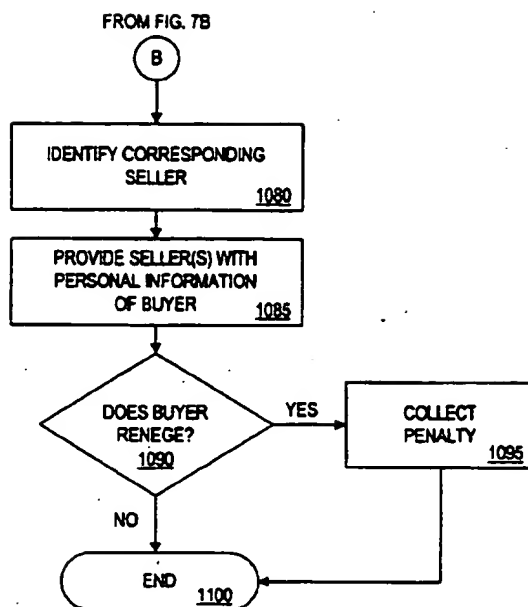 FROM FIG. 7B
B
IDENTIFY CORRESPONDING
SELLER
1080
PROVIDE SELLER(S) WITH
PERSONAL INFORMATION
OF BUYER
1085
DOES BUYER
RENEGE?
1090
YES
COLLECT
PENALTY
1095
NO
END
1100